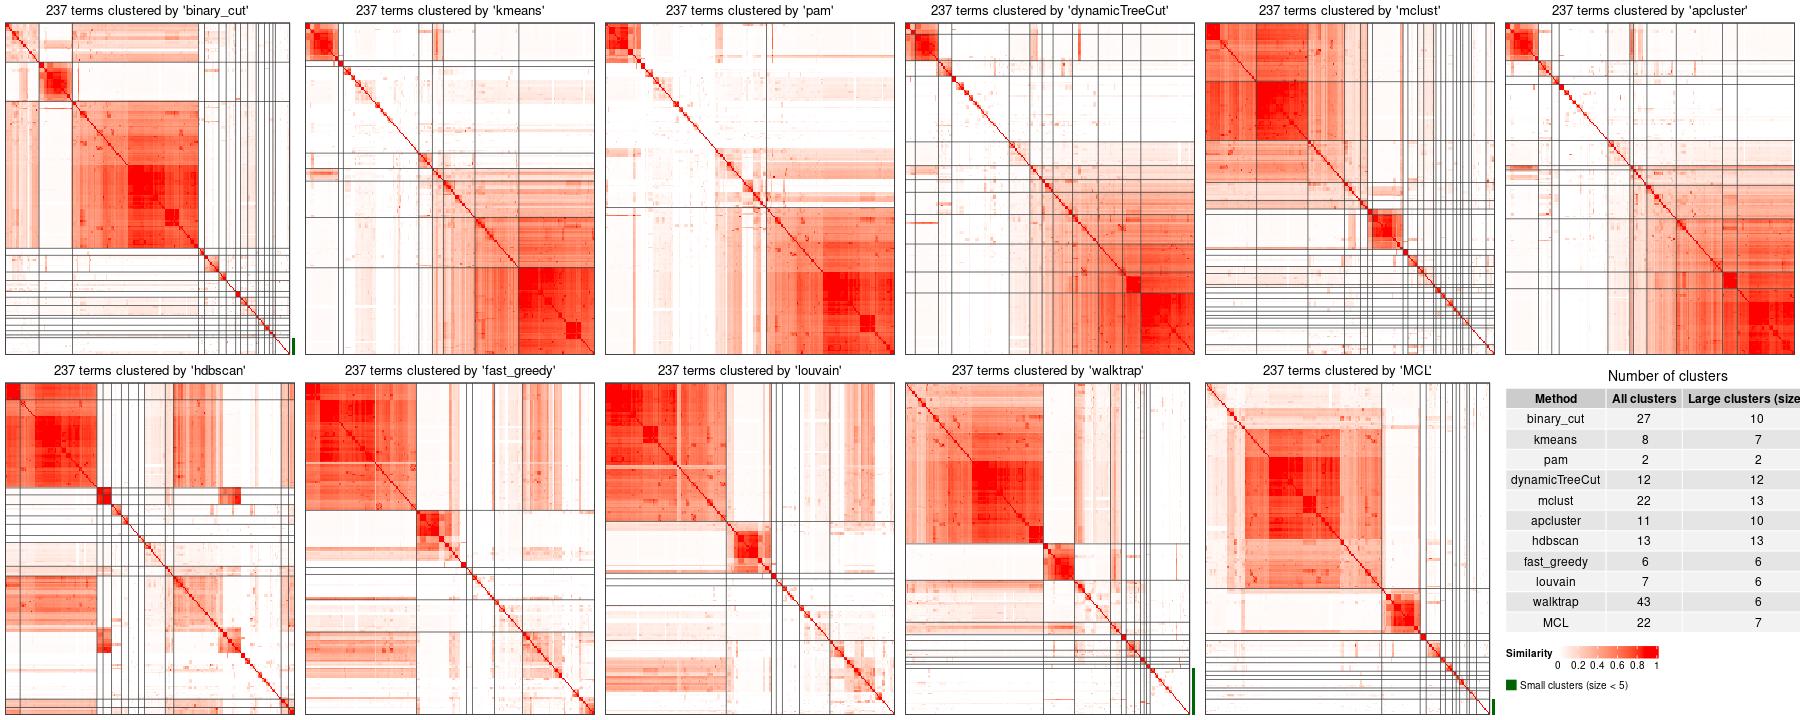 237 terms clustered by 'binary_cut'
237 terms clustered by 'kmeans'
237 terms clustered by 'pam'
237 terms clustered by 'dynamicTreeCut'
237 terms clustered by 'mclust'
237 terms clustered by 'apcluster'
237 terms clustered by 'hdbscan'
237 terms clustered by 'fast_greedy'
237 terms clustered by 'louvain'
237 terms clustered by 'walktrap'
237 terms clustered by 'MCL'
Number of clusters
Method All clusters Large clusters (size
binary_cut 27 10
kmeans 8 7
pam 2 2
dynamicTreeCut 12 12
mclust 22 13
apcluster 11 10
hdbscan 13 13
fast_greedy 6 6
louvain 7 6
walktrap 43 6
MCL 22 7
Similarity
0 0.2 0.4 0.6 0.8 1
Small clusters (size < 5)